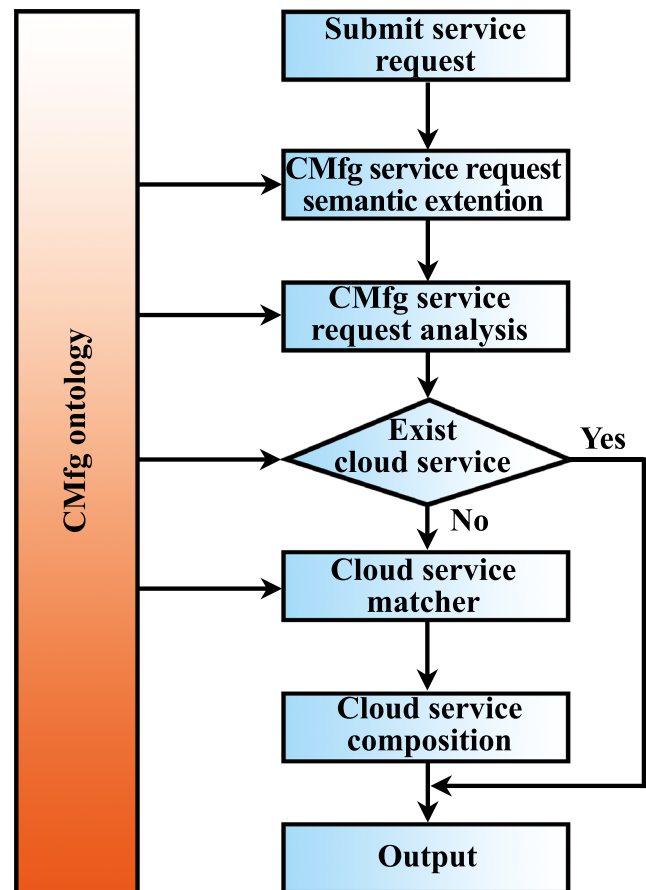 Submit service
request
CMfg service request
semantic extention
CMfg service
request analysis
Exist
cloud service
Yes
No
Cloud service
matcher
Cloud service
composition
Output
CMfg ontology